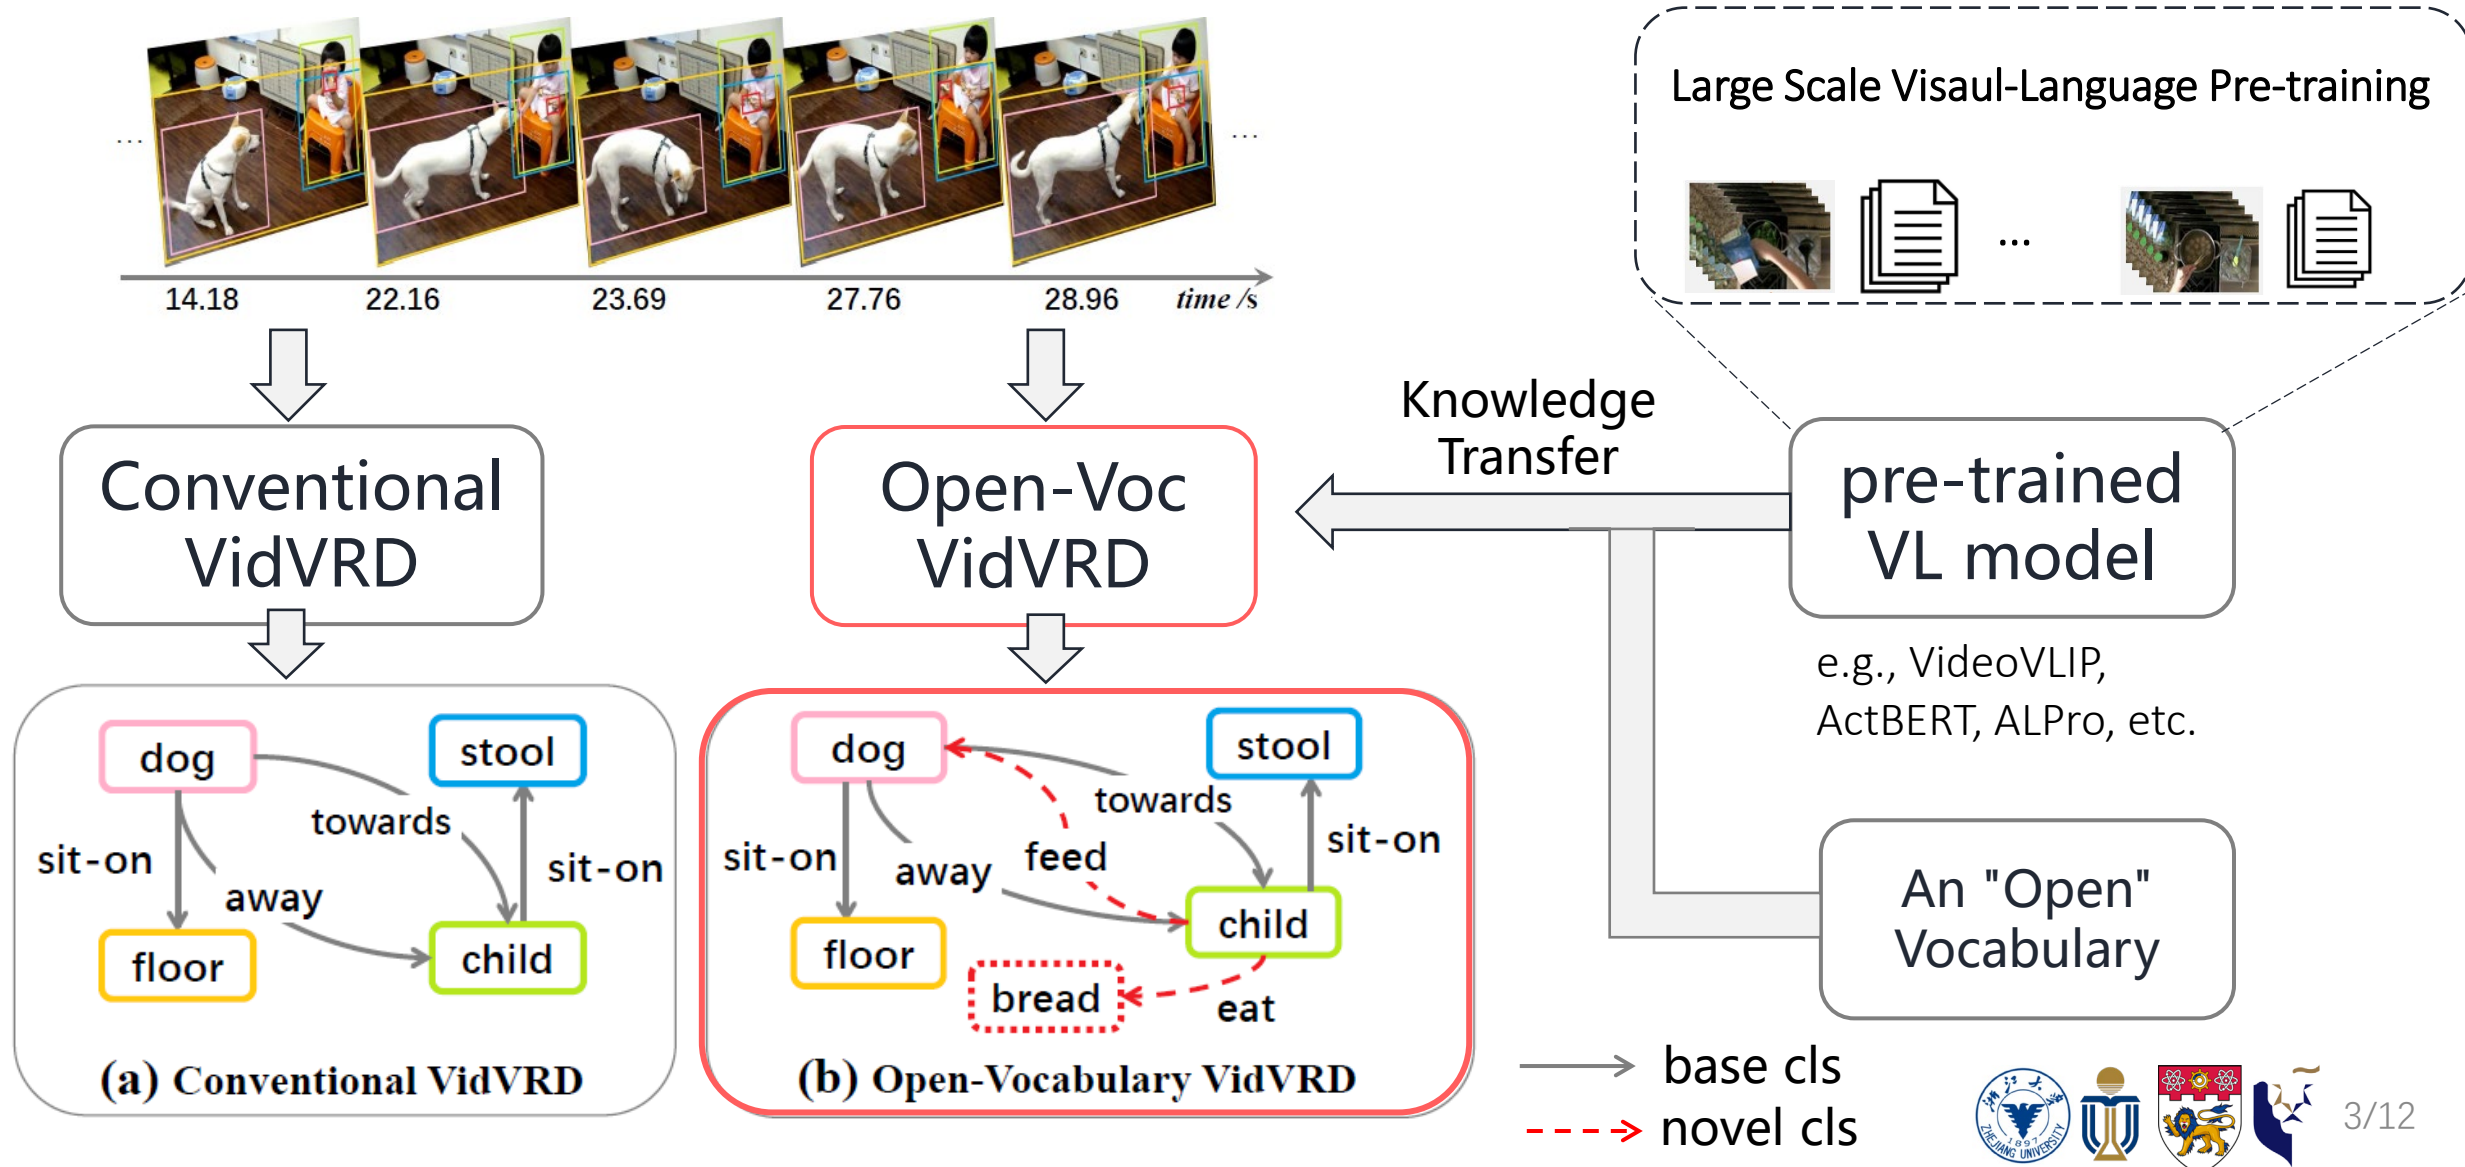 Large Scale Visaul-Language Pre-training
...
...
...
14.18 22.16 23.69 27.76 28.96 time /s
Knowledge
Transfer
Conventional
VidVRD
Open-Voc
VidVRD
pre-trained
VL model
e.g., VideoVLIP,
ActBERT, ALPro, etc.
An "Open"
Vocabulary
dog
stool
towards
sit-on
sit-on
away
floor
child
(a) Conventional VidVRD
dog
stool
towards
sit-on
feed
sit-on
away
child
floor
bread
eat
(b) Open-Vocabulary VidVRD
base cls
novel cls
1897
ZHEJIANG UNIVERSITY
3/12